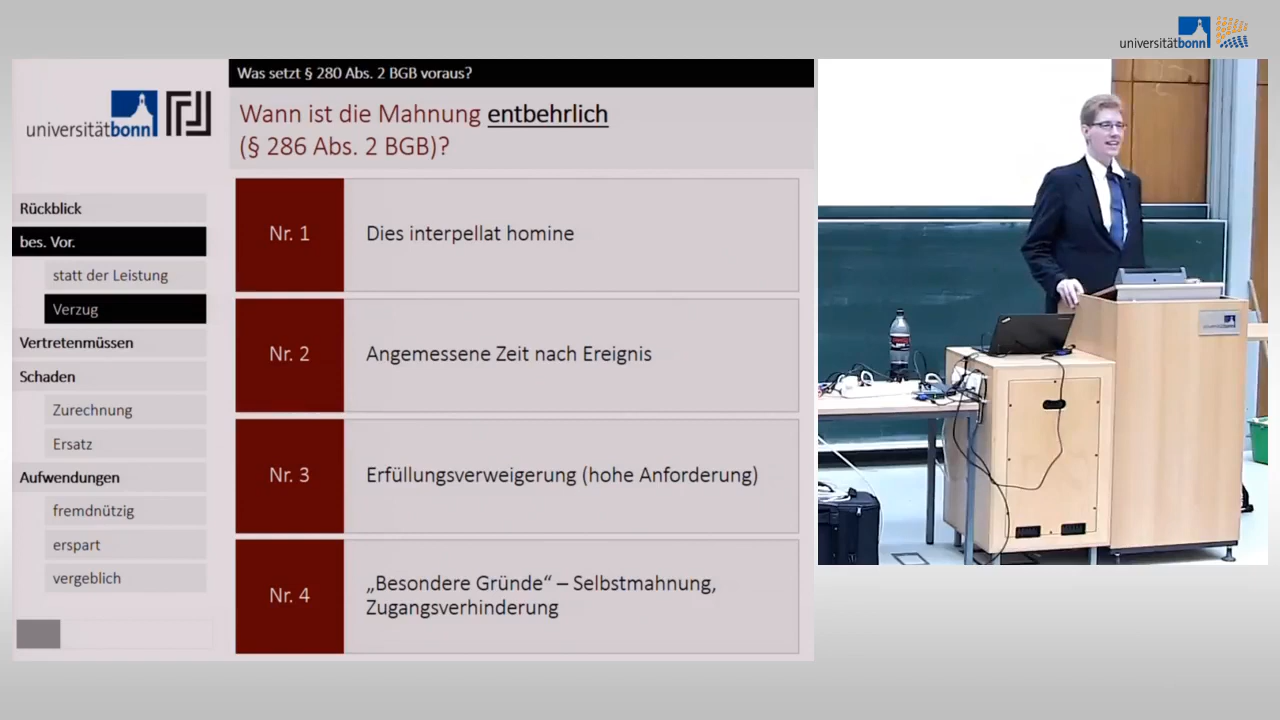 universitätbonn
universitätbonn
Rückblick
bes. Vor.
statt der Leistung
Verzug
Vertretenmüssen
Schaden
Zurechnung
Ersatz
Aufwendungen
fremdnützig
erspart
vergeblich
Was setzt § 280 Abs. 2 BGB voraus?
Wann ist die Mahnung entbehrlich
(§ 286 Abs. 2 BGB)?
Nr. 1
Dies interpellat homine
Nr. 2
Angemessene Zeit nach Ereignis
Nr. 3
Erfüllungsverweigerung (hohe Anforderung)
Nr. 4
„Besondere Gründe“ – Selbstmahnung,
Zugangsverhinderung